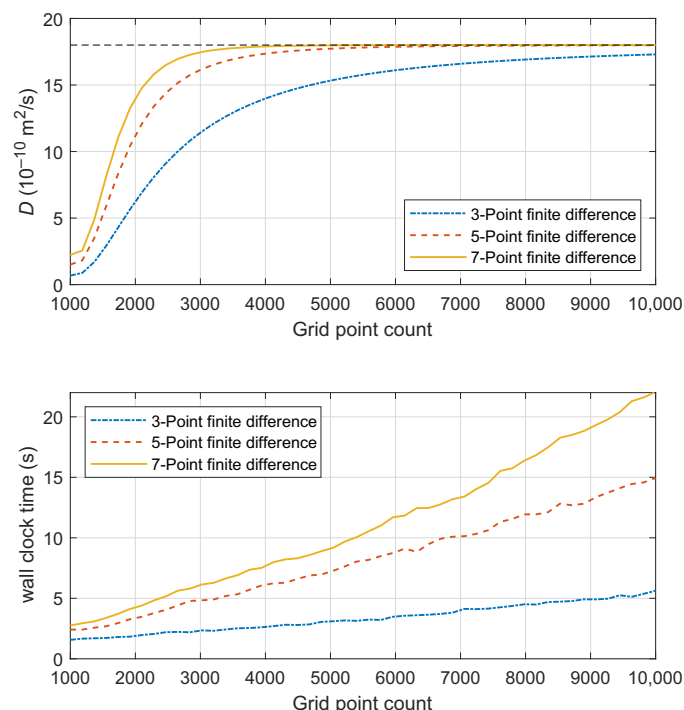 20
15
10
5
0
D (10⁻¹⁰ m²/s)
3-Point finite difference
5-Point finite difference
7-Point finite difference
1000 2000 3000 4000 5000 6000 7000 8000 9000 10,000
Grid point count
20
15
10
5
0
wall dock time (s)
3-Point finite difference
5-Point finite difference
7-Point finite difference
1000 2000 3000 4000 5000 6000 7000 8000 9000 10,000
Grid point count